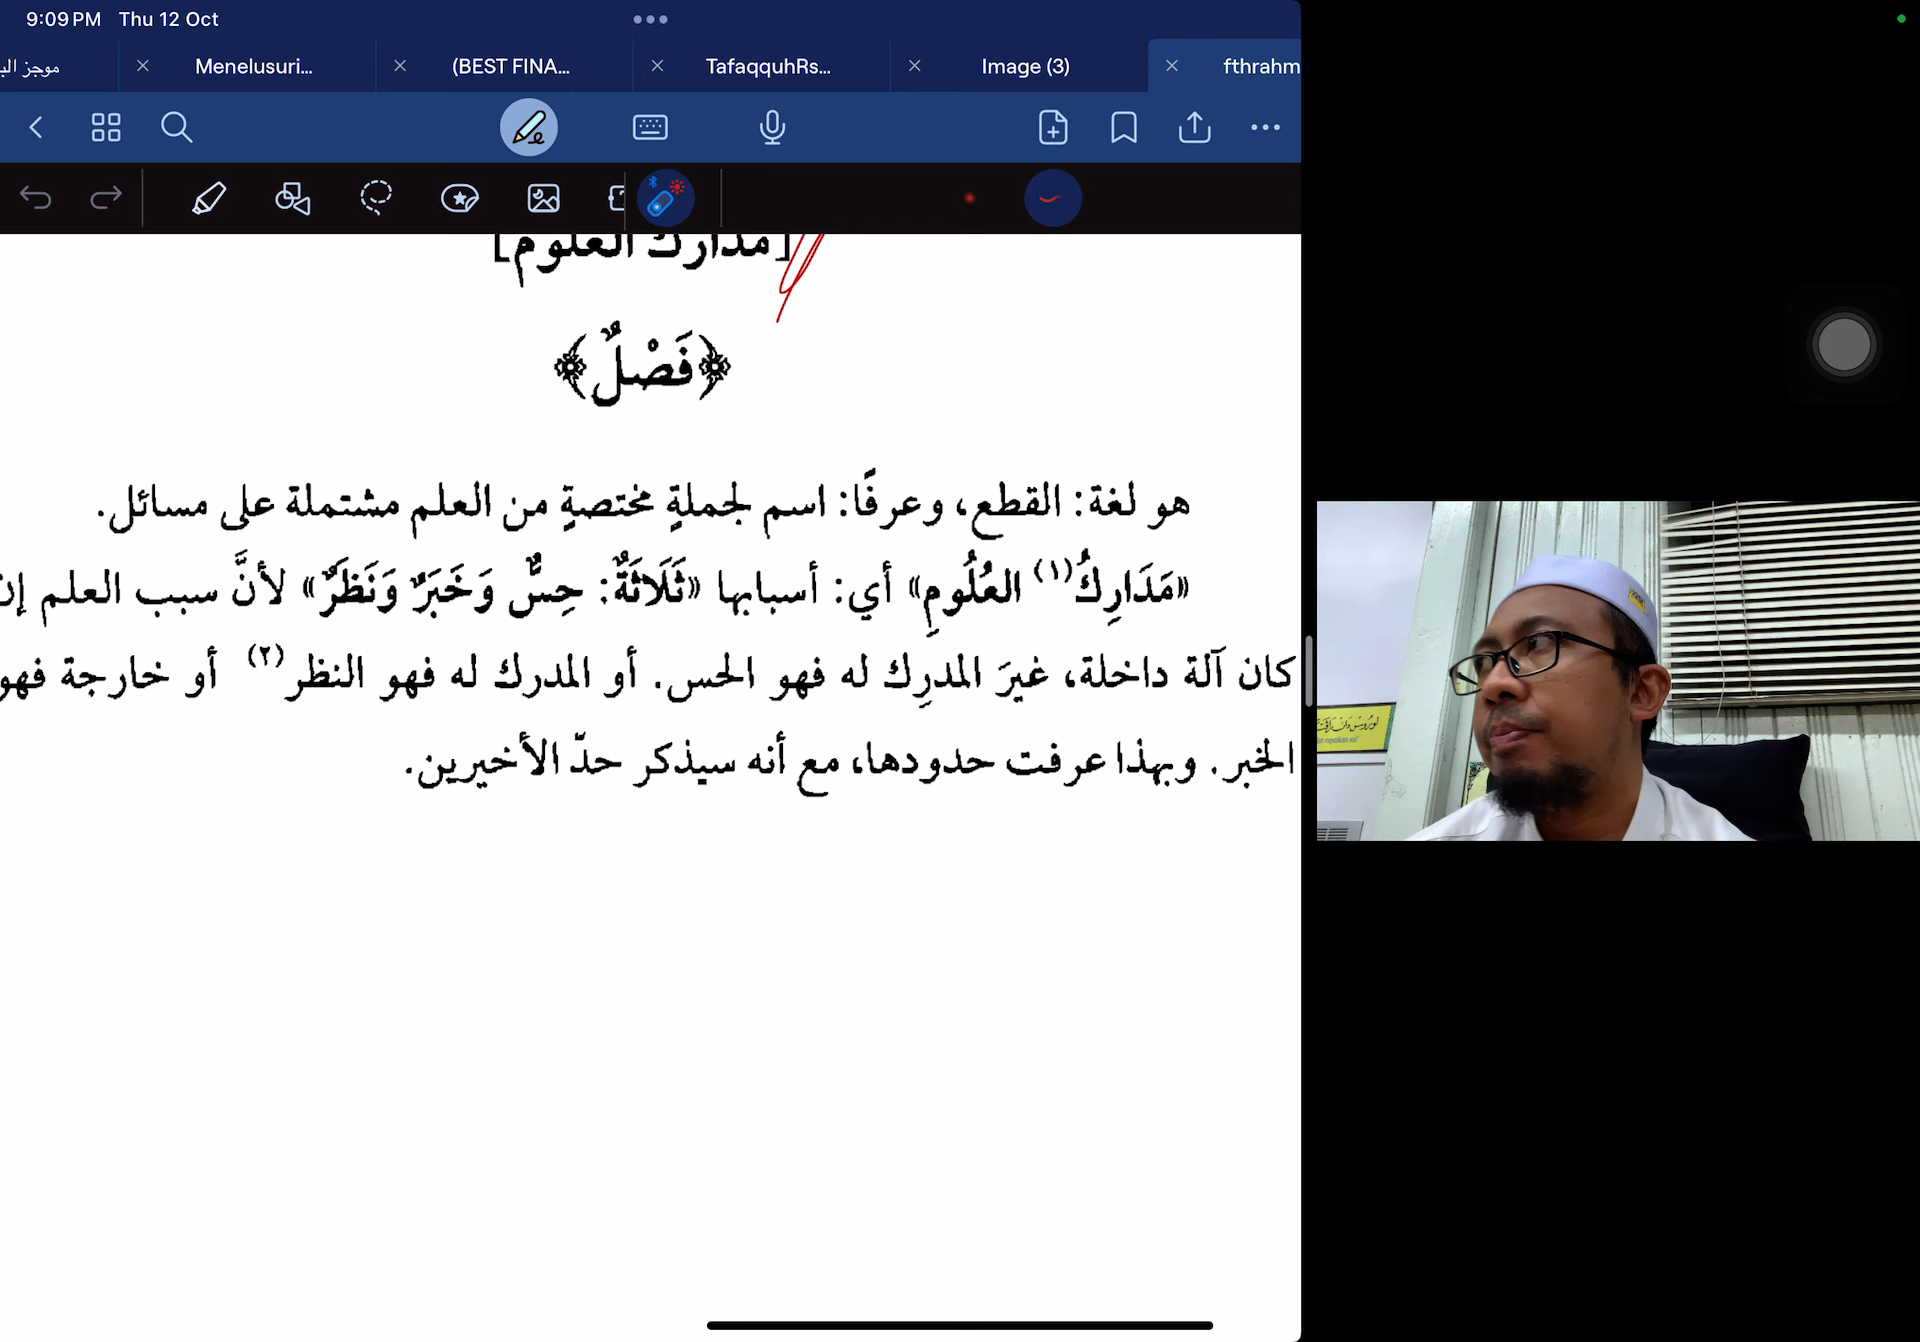 9:09 PM Thu 12 Oct
موجز الب
Menelusuri...
(BEST FINA...
TafaqquhRs...
Image (3)
fthrahm
[مدارك العلوم]
﴿فَصْلٌ﴾
هو لغة: القطع، وعرفًا: اسم لجملةٍ مختصةٍ من العلم مشتملة على مسائل.
«مَدَارِكُ(١) العُلُومِ» أي: أسبابها «ثَلَاثَةٌ: حِسٌّ وَخَبَرٌ وَنَظَرٌ» لأنَّ سبب العلم إن
كان آلة داخلة، غيرَ المدرِك له فهو الحس. أو المدرك له فهو النظر(٢) أو خارجة فهو
الخبر. وبهذا عرفت حدودها، مع أنه سيذكر حدّ الأخيرين.